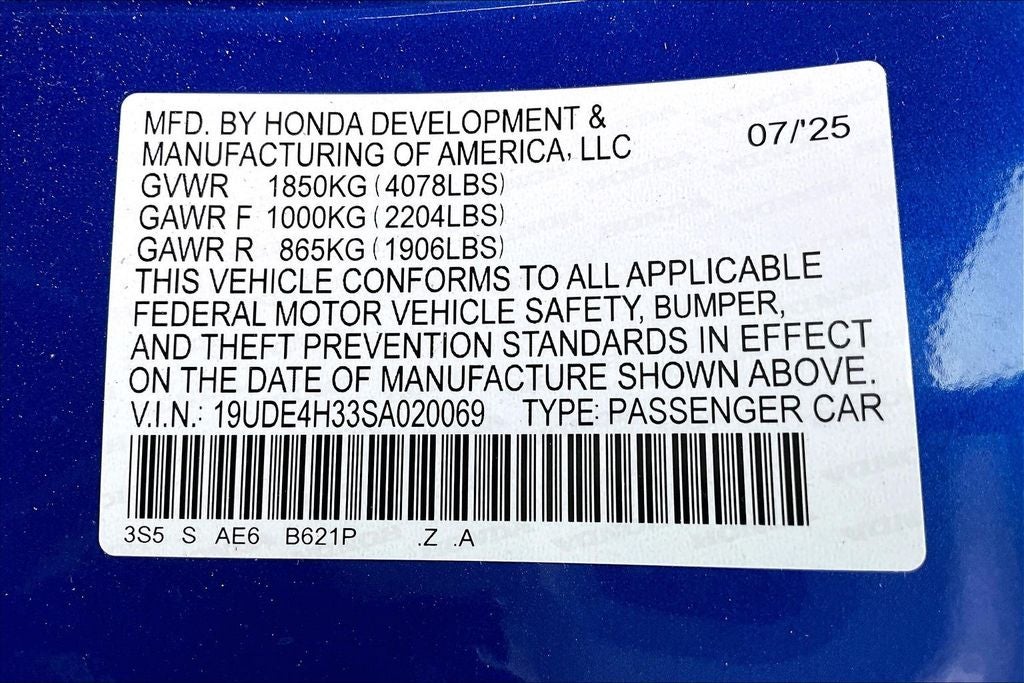 MFD. BY HONDA DEVELOPMENT &
MANUFACTURING OF AMERICA, LLC
07/'25
GVWR 1850KG (4078LBS)
GAWR F 1000KG (2204LBS)
GAWR R 865KG (1906LBS)
THIS VEHICLE CONFORMS TO ALL APPLICABLE
FEDERAL MOTOR VEHICLE SAFETY, BUMPER,
AND THEFT PREVENTION STANDARDS IN EFFECT
ON THE DATE OF MANUFACTURE SHOWN ABOVE.
V.I.N.: 19UDE4H33SA020069 TYPE: PASSENGER CAR
3S5 S AE6 B621P .Z .A